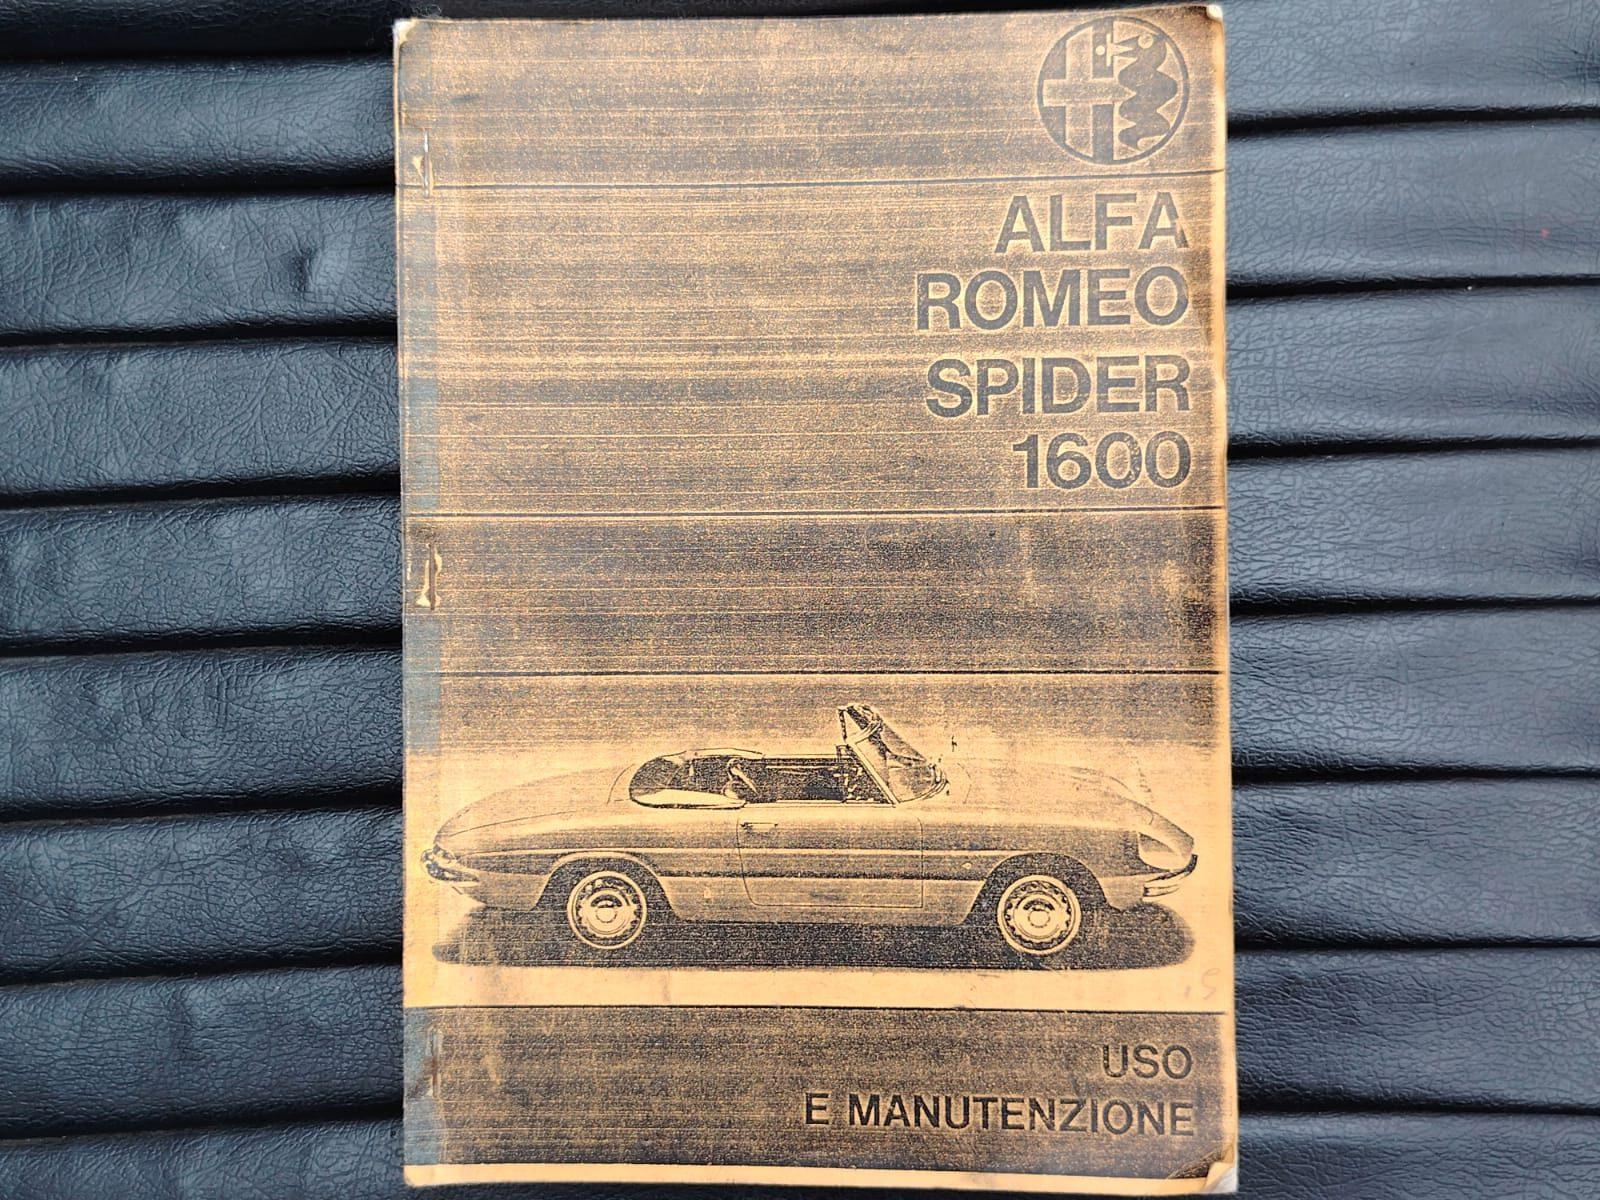 ALFA
ROMEO
SPIDER
1600
USO
E MANUTENZIONE